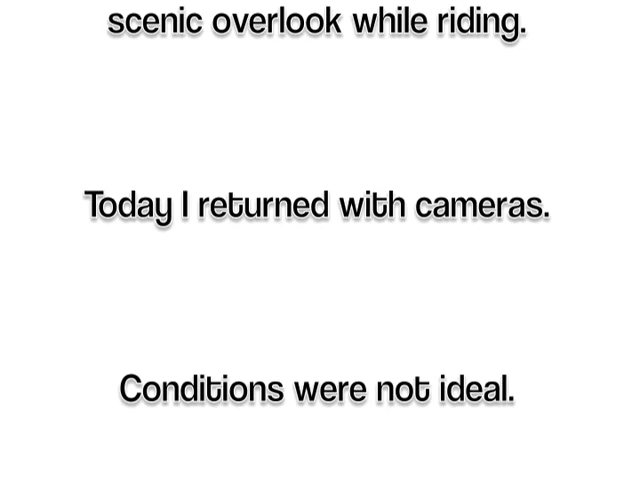 scenic overlook while riding.
Today I returned with cameras.
Conditions were not ideal.